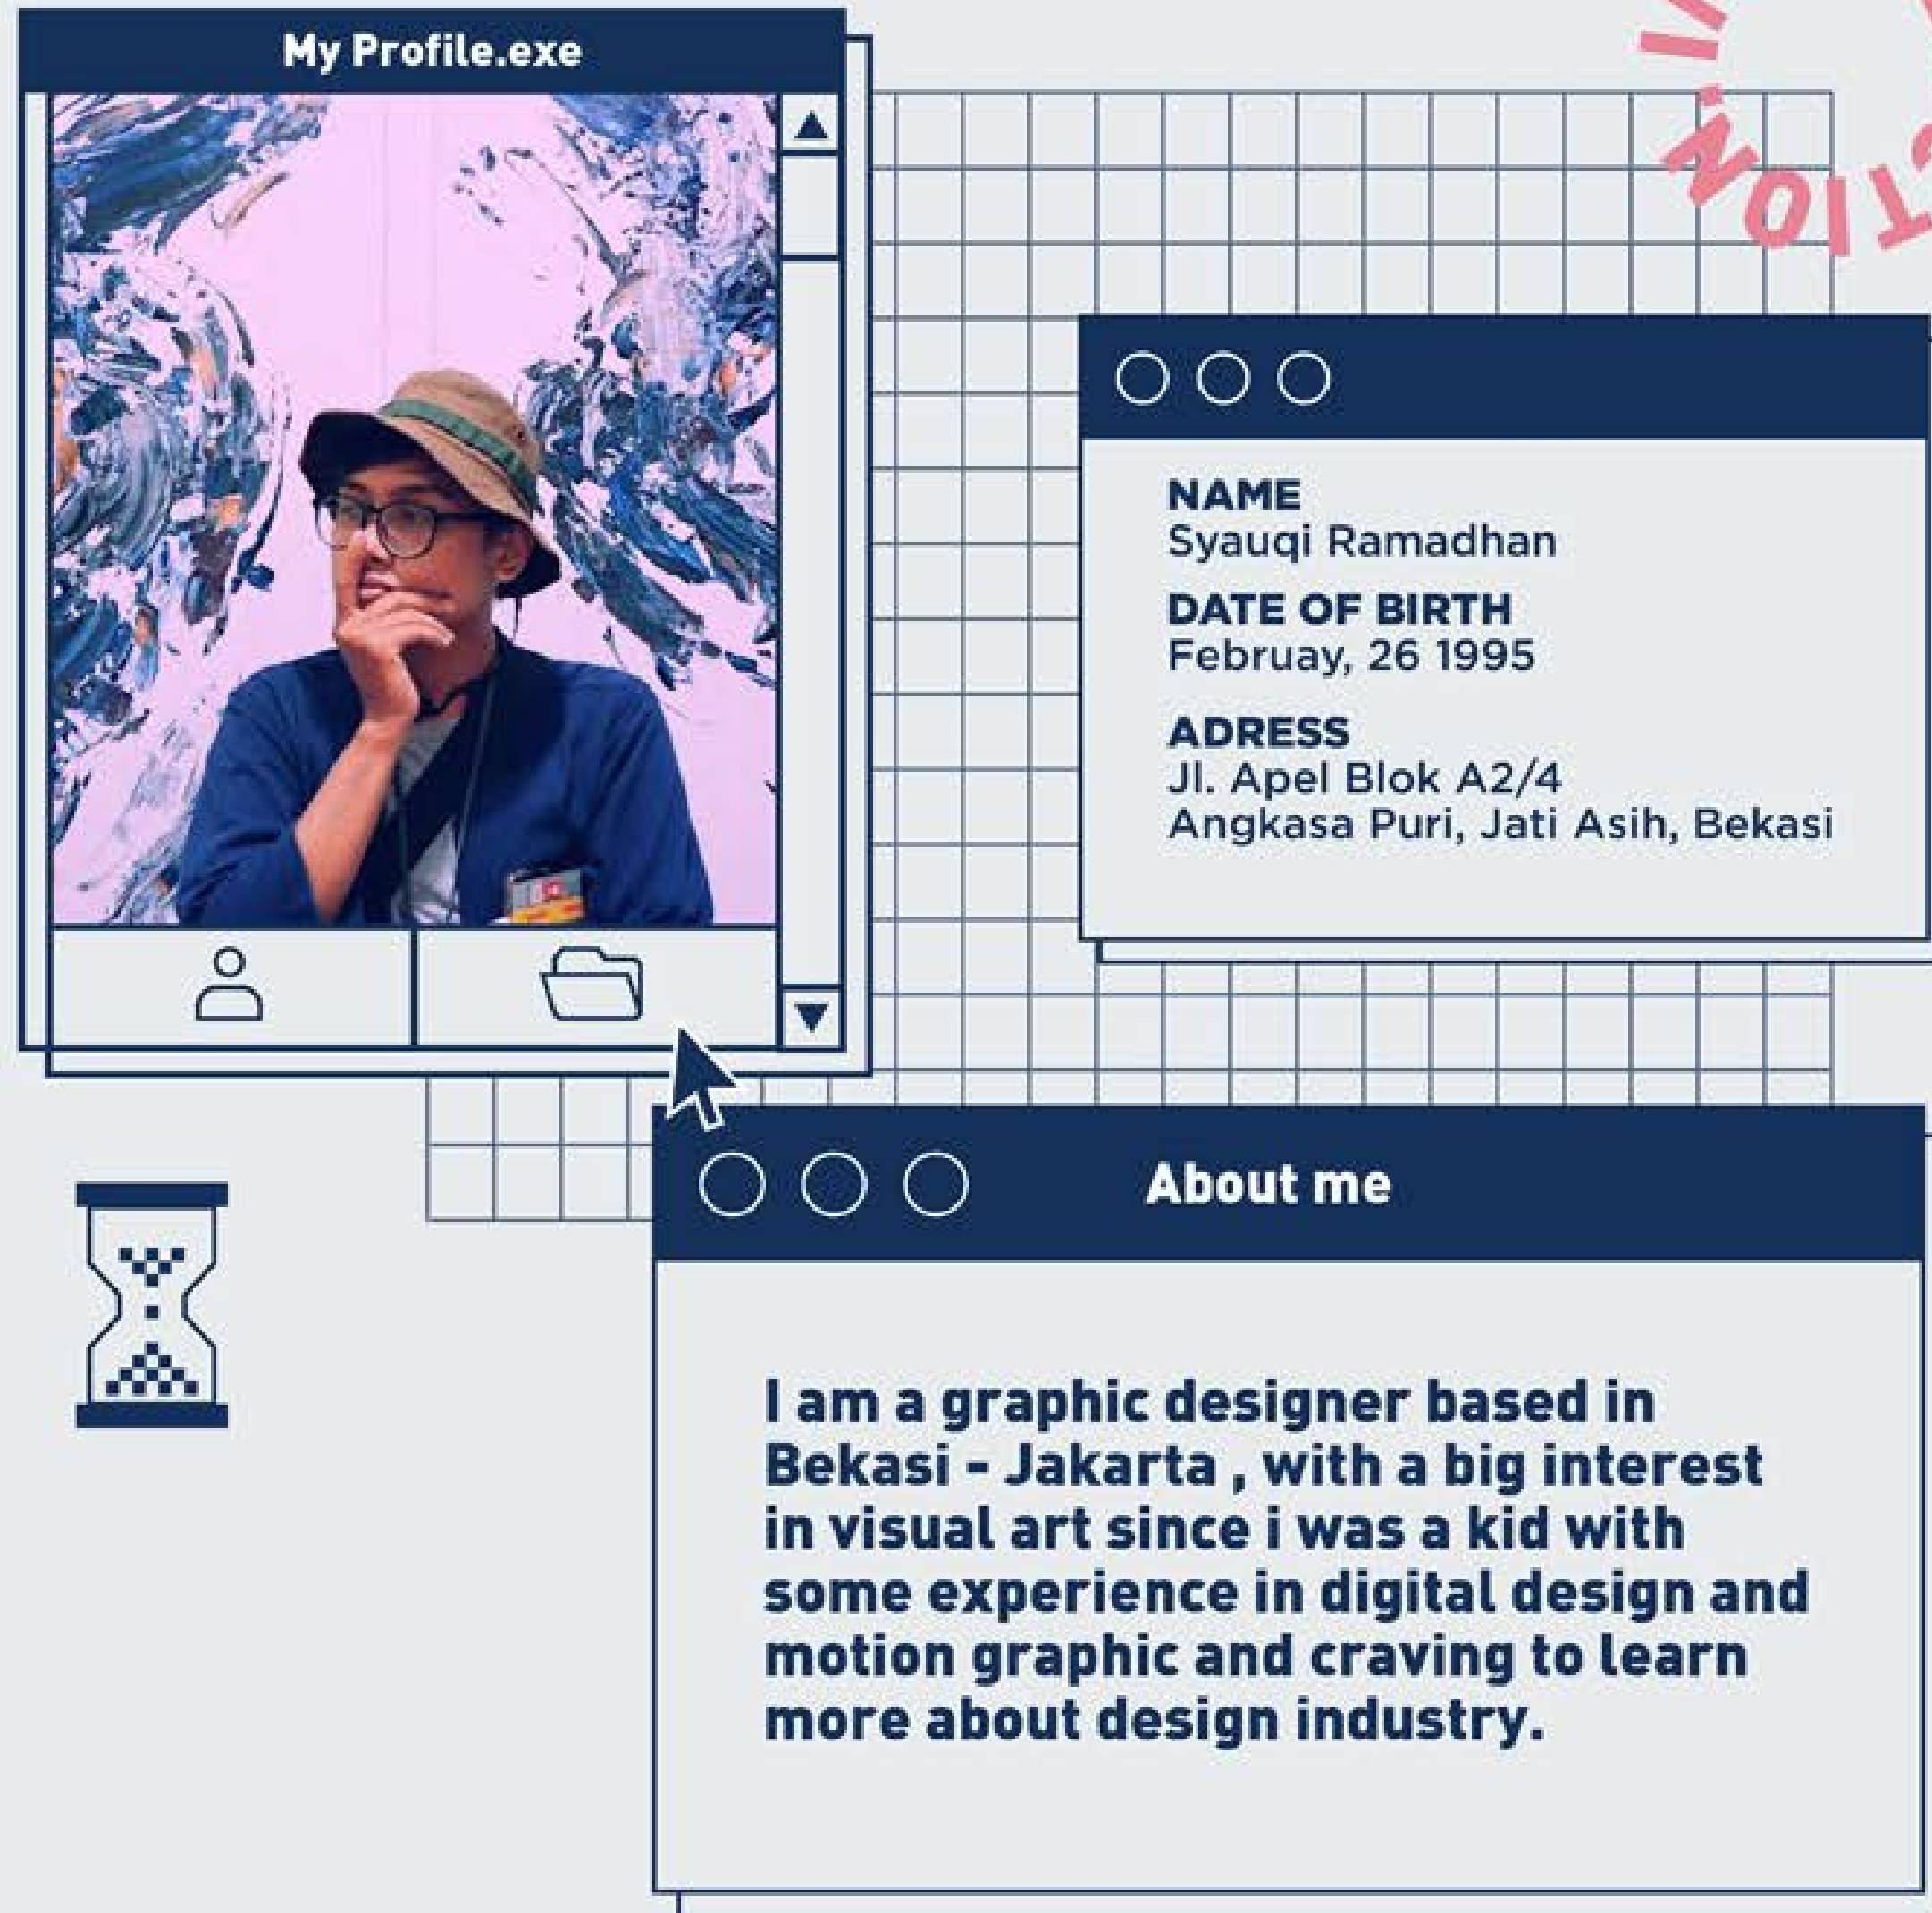 My Profile.exe
NAME
Syauqi Ramadhan
DATE OF BIRTH
Februay, 26 1995
ADRESS
Jl. Apel Blok A2/4
Angkasa Puri, Jati Asih, Bekasi
About me
I am a graphic designer based in
Bekasi - Jakarta , with a big interest
in visual art since i was a kid with
some experience in digital design and
motion graphic and craving to learn
more about design industry.